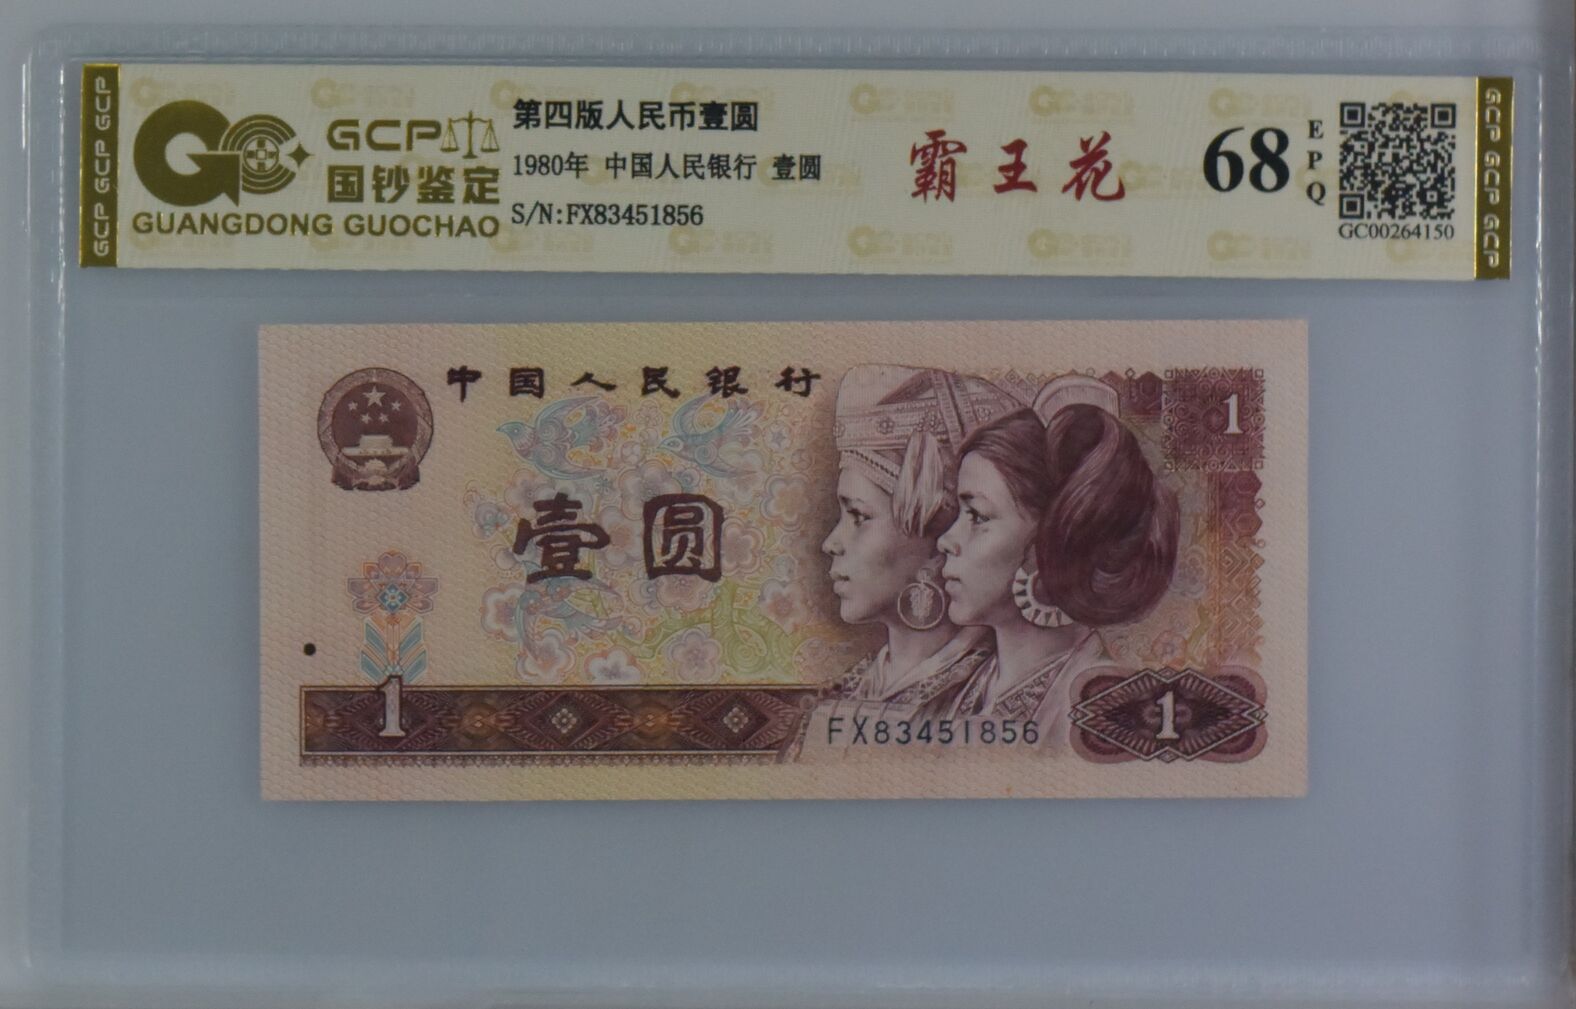 GCP GCP GCP
GCP
国钞鉴定
GUANGDONG GUOCHAO
第四版人民币壹圆
1980年 中国人民银行 壹圆
S/N:FX83451856
霸王花
68
EPQ
GC00264150
GCP GCP GCP
中国人民银行
1
壹圆
1
FX83451856
1